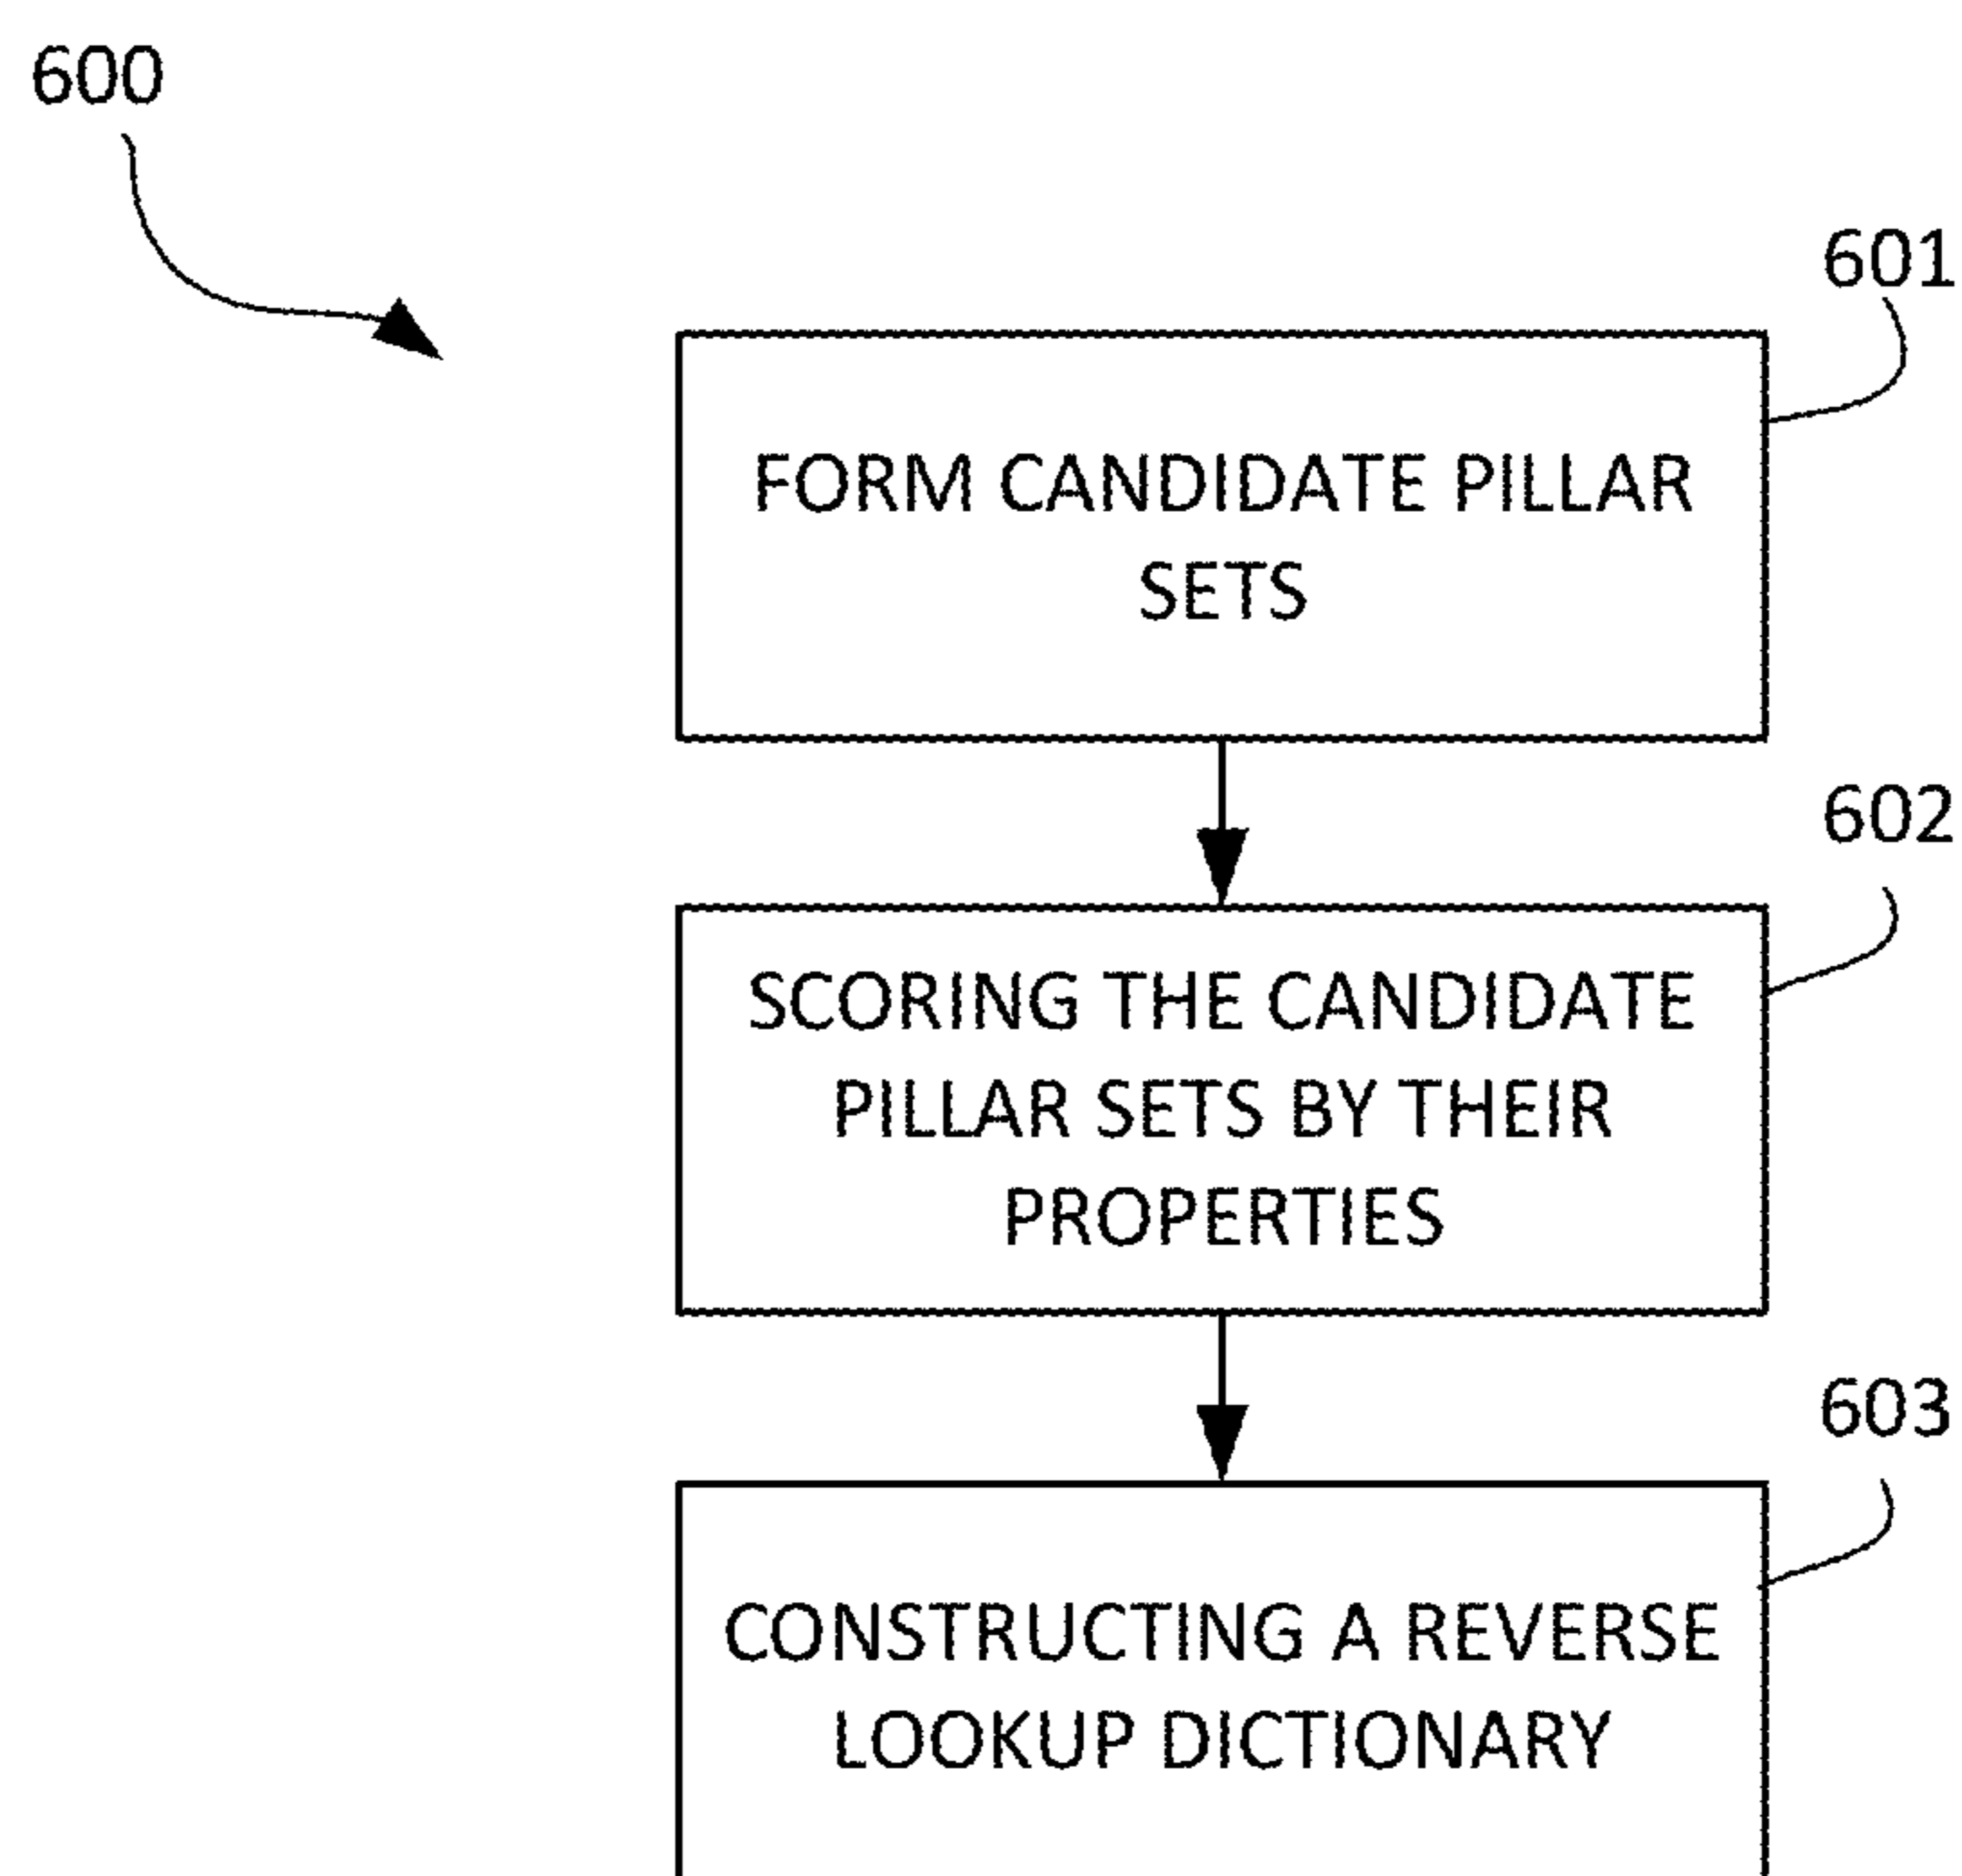 600
601
FORM CANDIDATE PILLAR
SETS
602
SCORING THE CANDIDATE
PILLAR SETS BY THEIR
PROPERTIES
603
CONSTRUCTING A REVERSE
LOOKUP DICTIONARY